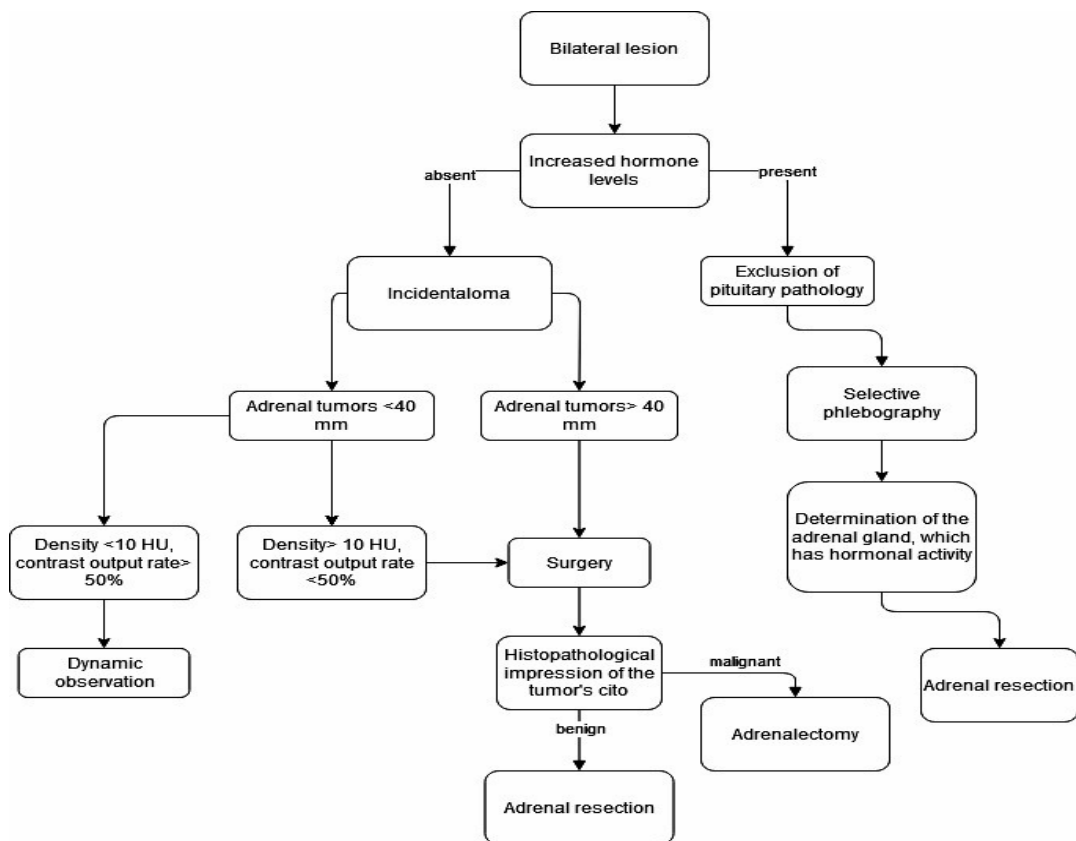 Bilateral lesion
Increased hormone
levels
absent
present
Incidentaloma
Exclusion of
pituitary pathology
Adrenal tumors <40
mm
Adrenal tumors> 40
mm
Selective
phlebography
Density <10 HU,
contrast output rate>
50%
Density> 10 HU,
contrast output rate
<50%
Surgery
Determination of the
adrenal gland, which
has hormonal activity
Dynamic
observation
Histopathological
impression of the
tumor's cito
malignant
benign
Adrenalectomy
Adrenal resection
Adrenal resection